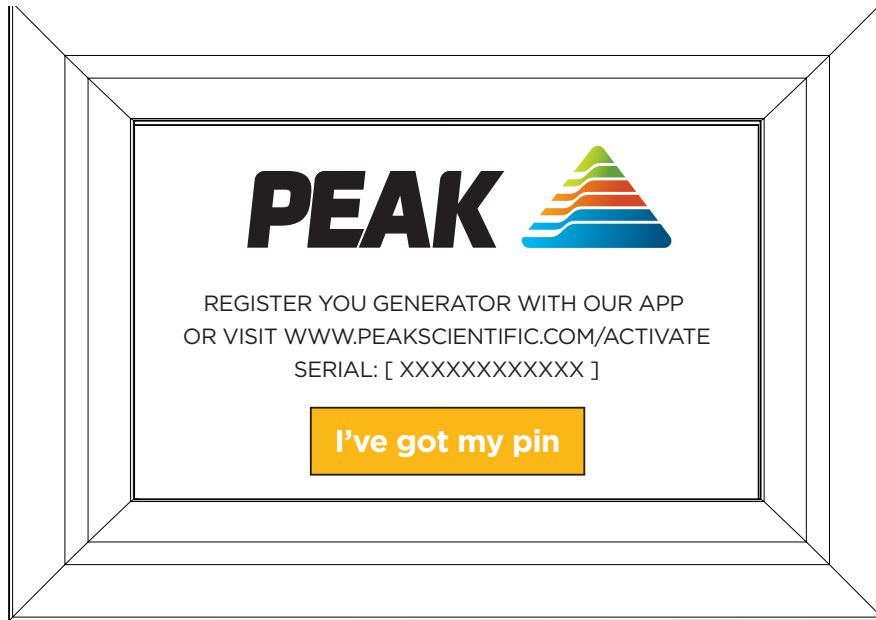 PEAK
REGISTER YOU GENERATOR WITH OUR APP
OR VISIT WWW.PEAKSCIENTIFIC.COM/ACTIVATE
SERIAL: [ XXXXXXXXXXXX ]
I've got my pin